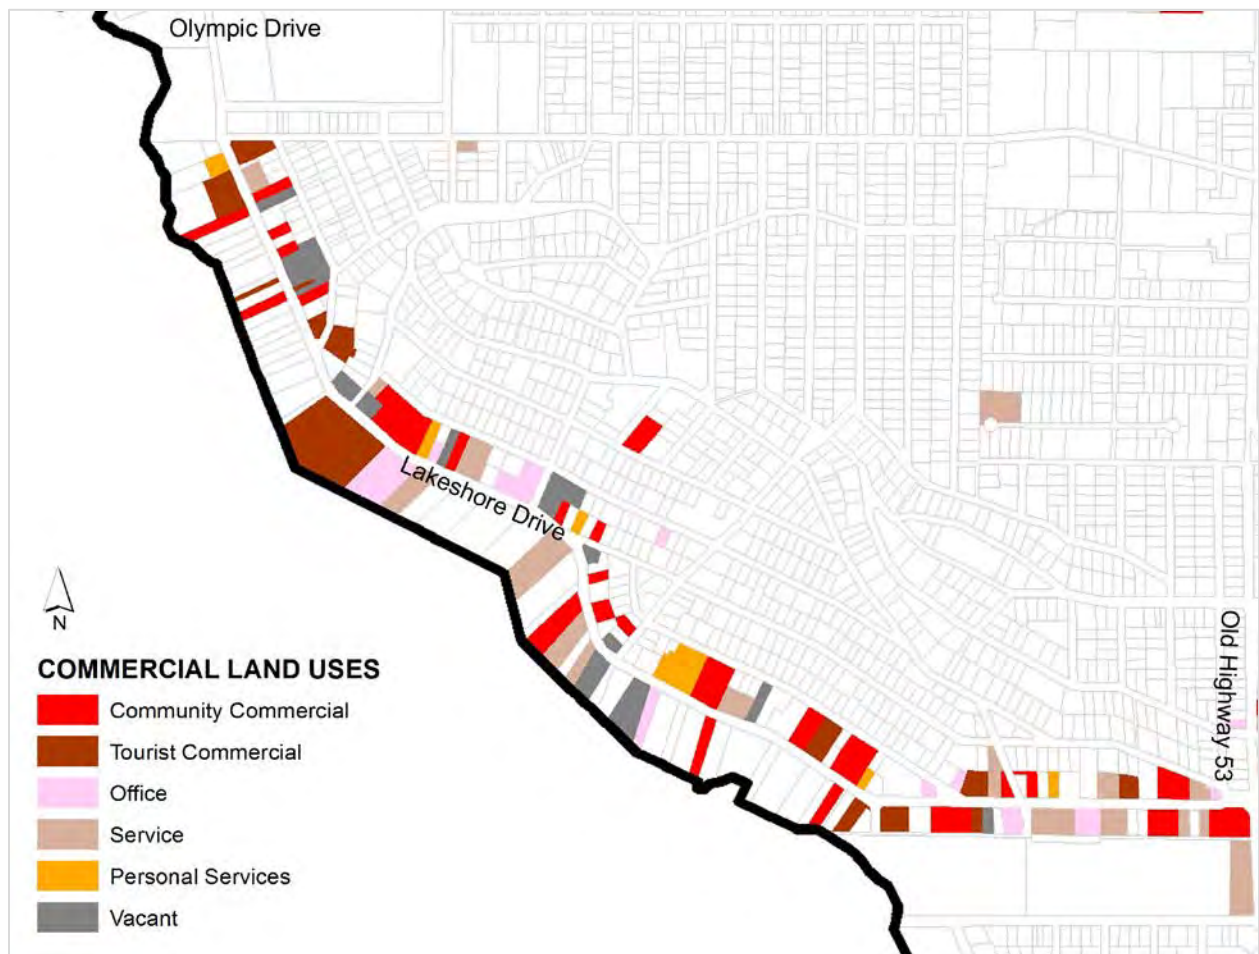 Olympic Drive
Lakeshore Drive
Old Highway 53
N
COMMERCIAL LAND USES
Community Commercial
Tourist Commercial
Office
Service
Personal Services
Vacant